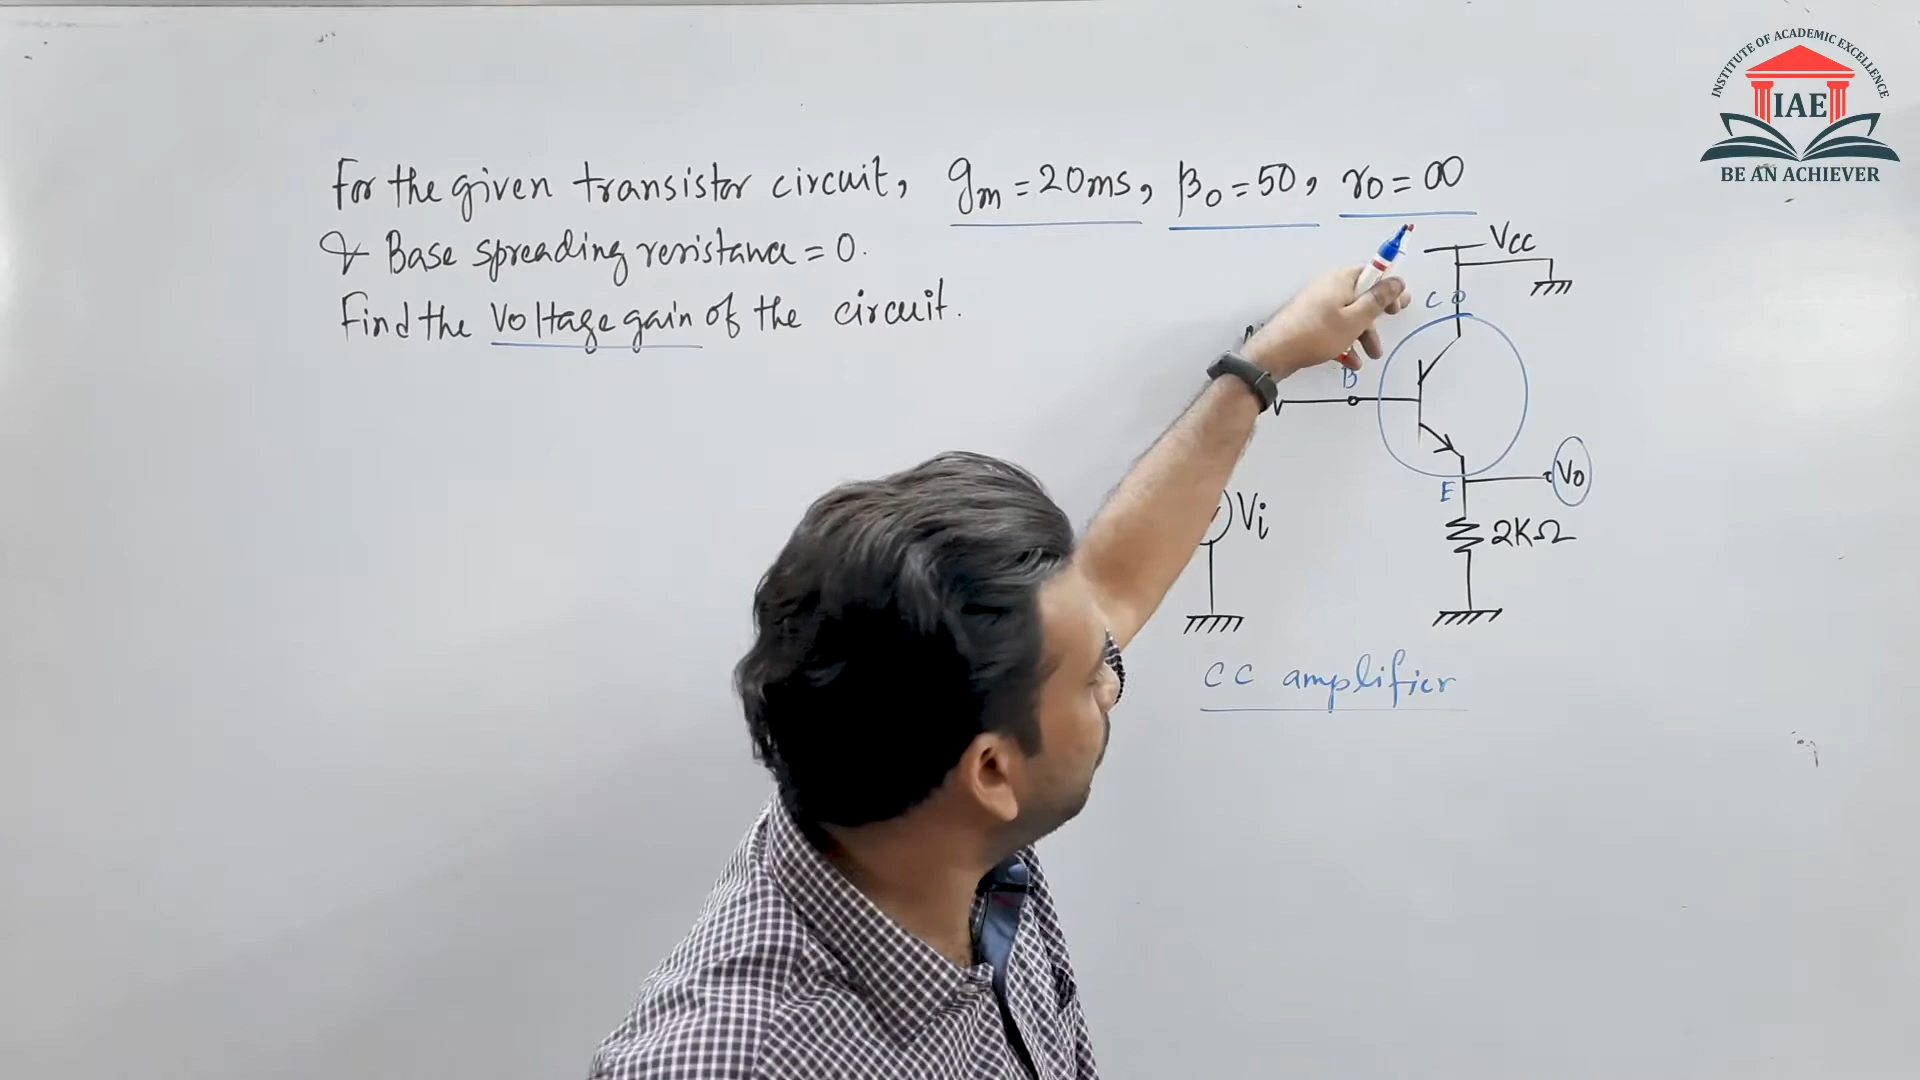 For the given transistor circuit, gm = 20ms, β0 = 50, r0 = ∞
& Base spreading resistance = 0.
Find the Voltage gain of the circuit.
VCC
C
B
E
V0
Vi
2KΩ
CC amplifier
INSTITUTE OF ACADEMIC EXCELLENCE
IAE
BE AN ACHIEVER